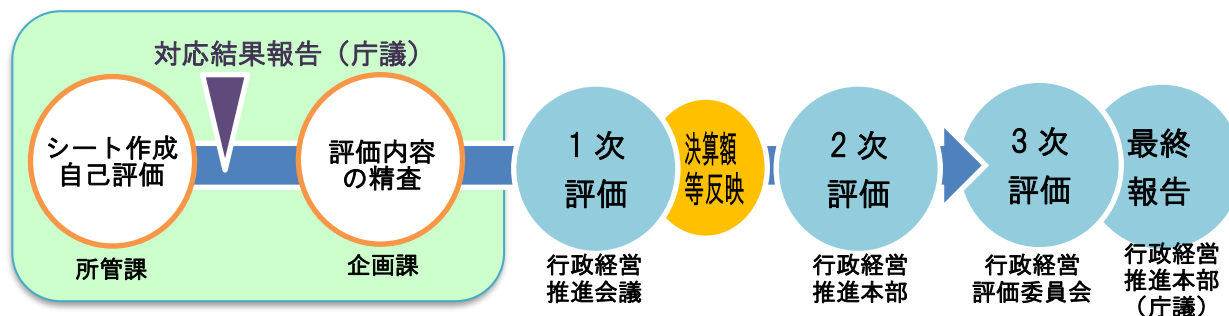 対応結果報告（庁議）
シート作成
自己評価
所管課
評価内容
の精査
企画課
1次
評価
行政経営
推進会議
決算額
等反映
2次
評価
行政経営
推進本部
3次
評価
行政経営
評価委員会
最終
報告
行政経営
推進本部
（庁議）